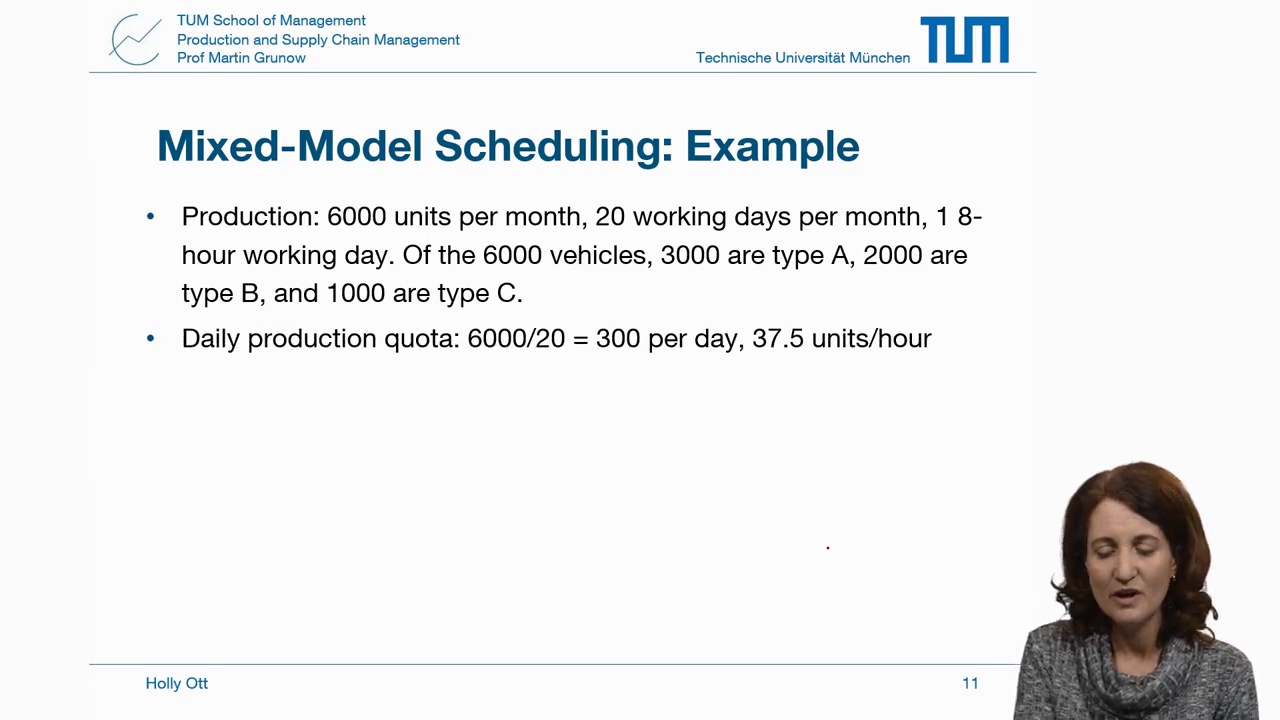 TUM School of Management
Production and Supply Chain Management
Prof Martin Grunow
Technische Universität München
TUM
Mixed-Model Scheduling: Example
• Production: 6000 units per month, 20 working days per month, 1 8-
hour working day. Of the 6000 vehicles, 3000 are type A, 2000 are
type B, and 1000 are type C.
• Daily production quota: 6000/20 = 300 per day, 37.5 units/hour
Holly Ott
11